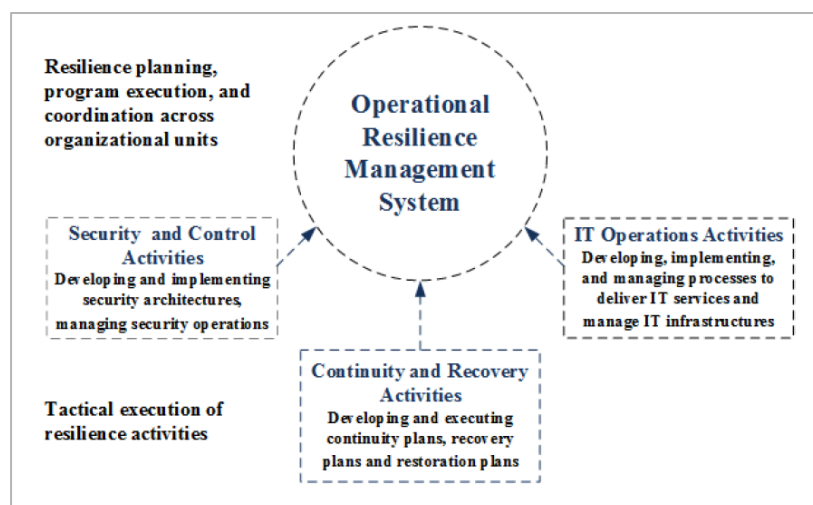 Resilience planning,
program execution, and
coordination across
organizational units
Operational
Resilience
Management
System
Security and Control
Activities
Developing and implementing
security architectures,
managing security operations
IT Operations Activities
Developing, implementing,
and managing processes to
deliver IT services and
manage IT infrastructures
Continuity and Recovery
Activities
Developing and executing
continuity plans, recovery
plans and restoration plans
Tactical execution of
resilience activities